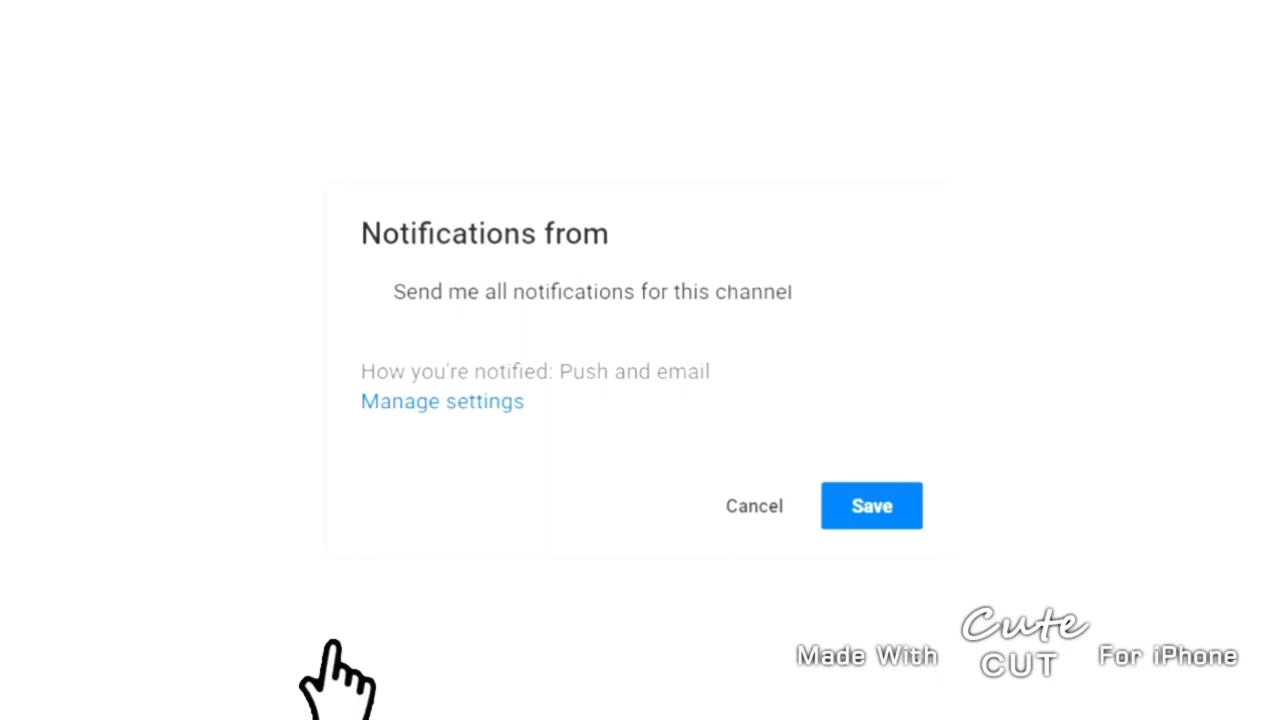 Notifications from
Send me all notifications for this channel
How you're notified: Push and email
Manage settings
Cancel
Save
Made With Cute CUT For iPhone